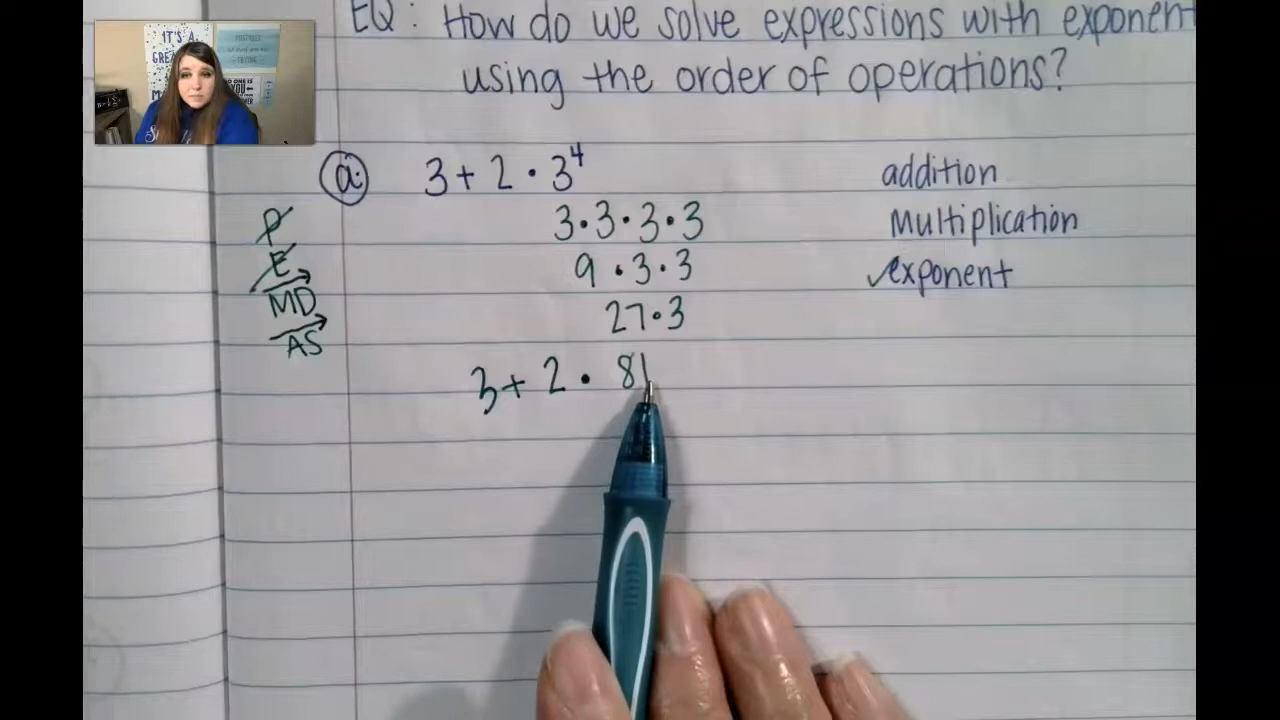 IT'S A
EQ: How do we solve expressions with exponent
using the order of operations?
a. 3 + 2 · 3⁴
addition
P
3·3·3·3
multiplication
E
9·3·3
✓exponent
MD
27·3
AS
3 + 2 · 81